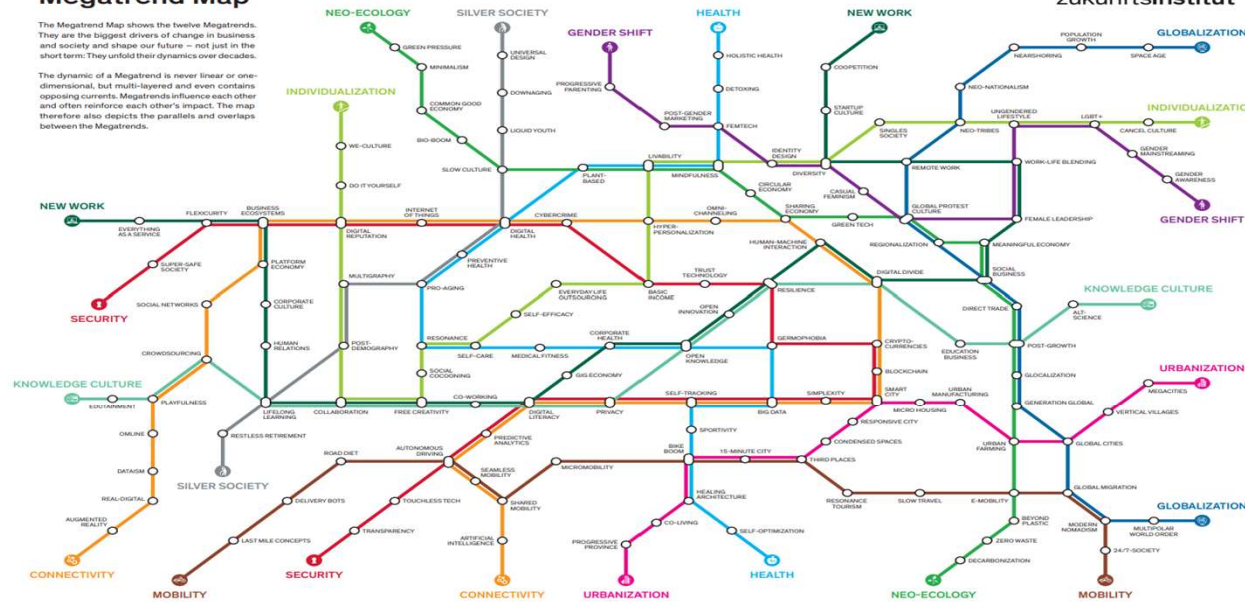 Megatrend Map
zukunftsInstitut
The Megatrend Map shows the twelve Megatrends.
They are the biggest drivers of change in business
and society and shape our future – not just in the
short term: They unfold their dynamics over decades.
The dynamic of a Megatrend is never linear or one-
dimensional, but multi-layered and even contains
opposing currents. Megatrends influence each other
and often reinforce each other's impact. The map
therefore also depicts the parallels and overlaps
between the Megatrends.
NEO-ECOLOGY
SILVER SOCIETY
GENDER SHIFT
HEALTH
NEW WORK
GLOBALIZATION
POPULATION
GROWTH
NEARSHORING
SPACE AGE
GREEN PRESSURE
UNIVERSAL
DESIGN
HOLISTIC HEALTH
COOPETITION
MINIMALISM
PROGRESSIVE
PARENTING
DETOXING
NEO-NATIONALISM
INDIVIDUALIZATION
DOWNAGING
INDIVIDUALIZATIO
COMMON GOOD
ECONOMY
POST-GENDER
MARKETING
STARTUP
CULTURE
UNGENDERED
LIFESTYLE
LGBT+
LIQUID YOUTH
FEMTECH
SINGLES
SOCIETY
NEO-TRIBES
CANCEL CULTURE
WE-CULTURE
BIO-BOOM
IDENTITY
DESIGN
GENDER
MAINSTREAMING
SLOW CULTURE
PLANT-
BASED
LIVABILITY
MINDFULNESS
DIVERSITY
REMOTE WORK
WORK-LIFE BLENDING
DO IT YOURSELF
CIRCULAR
ECONOMY
CASUAL
FEMINISM
GENDER
AWARENESS
NEW WORK
GENDER SHIFT
FLEXICURITY
BUSINESS
ECOSYSTEMS
INTERNET
OF THINGS
CYBERCRIME
OMNI-
CHANNELING
SHARING
ECONOMY
GREEN TECH
GLOBAL PROTEST
CULTURE
FEMALE LEADERSHIP
EVERYTHING
AS A SERVICE
DIGITAL
REPUTATION
DIGITAL
HEALTH
HYPER-
PERSONALIZATION
HUMAN-MACHINE
INTERACTION
REGIONALIZATION
MEANINGFUL ECONOMY
SUPER-SAFE
SOCIETY
PLATFORM
ECONOMY
PREVENTIVE
HEALTH
MULTIGRAPHY
PRO-AGING
TRUST
TECHNOLOGY
DIGITAL DIVIDE
SOCIAL
BUSINESS
EVERYDAY LIFE
OUTSOURCING
BASIC
INCOME
RESILIENCE
KNOWLEDGE CULTURE
SECURITY
SOCIAL NETWORKS
CORPORATE
CULTURE
SELF-EFFICACY
OPEN
INNOVATION
DIRECT TRADE
ALT-
SCIENCE
CORPORATE
HEALTH
CROWDSOURCING
HUMAN
RELATIONS
POST-
DEMOGRAPHY
RESONANCE
SELF-CARE
MEDICAL FITNESS
OPEN
KNOWLEDGE
GERMOPHOBIA
CRYPTO-
CURRENCIES
EDUCATION
BUSINESS
POST-GROWTH
SOCIAL
COCOONING
GIG ECONOMY
BLOCKCHAIN
GLOCALIZATION
URBANIZATION
KNOWLEDGE CULTURE
EDUTAINMENT
PLAYFULNESS
LIFELONG
LEARNING
COLLABORATION
FREE CREATIVITY
CO-WORKING
DIGITAL
LITERACY
PRIVACY
SELF-TRACKING
BIG DATA
SIMPLEXITY
SMART
CITY
MICRO HOUSING
URBAN
MANUFACTURING
GENERATION GLOBAL
MEGACITIES
VERTICAL VILLAGES
OMLINE
RESTLESS RETIREMENT
PREDICTIVE
ANALYTICS
SPORTIVITY
RESPONSIVE CITY
CONDENSED SPACES
AUTONOMOUS
DRIVING
ROAD DIET
BIKE
BOOM
15-MINUTE CITY
THIRD PLACES
URBAN
FARMING
GLOBAL CITIES
DATAISM
SILVER SOCIETY
SEAMLESS
MOBILITY
MICROMOBILITY
REAL-DIGITAL
DELIVERY BOTS
TOUCHLESS TECH
SHARED
MOBILITY
HEALING
ARCHITECTURE
RESONANCE
TOURISM
SLOW TRAVEL
E-MOBILITY
GLOBAL MIGRATION
GLOBALIZATION
AUGMENTED
REALITY
LAST MILE CONCEPTS
TRANSPARENCY
ARTIFICIAL
INTELLIGENCE
CO-LIVING
SELF-OPTIMIZATION
BEYOND
PLASTIC
MODERN
NOMADISM
MULTIPOLAR
WORLD ORDER
PROGRESSIVE
PROVINCE
ZERO WASTE
24/7-SOCIETY
DECARBONIZATION
CONNECTIVITY
SECURITY
HEALTH
MOBILITY
CONNECTIVITY
URBANIZATION
NEO-ECOLOGY
MOBILITY